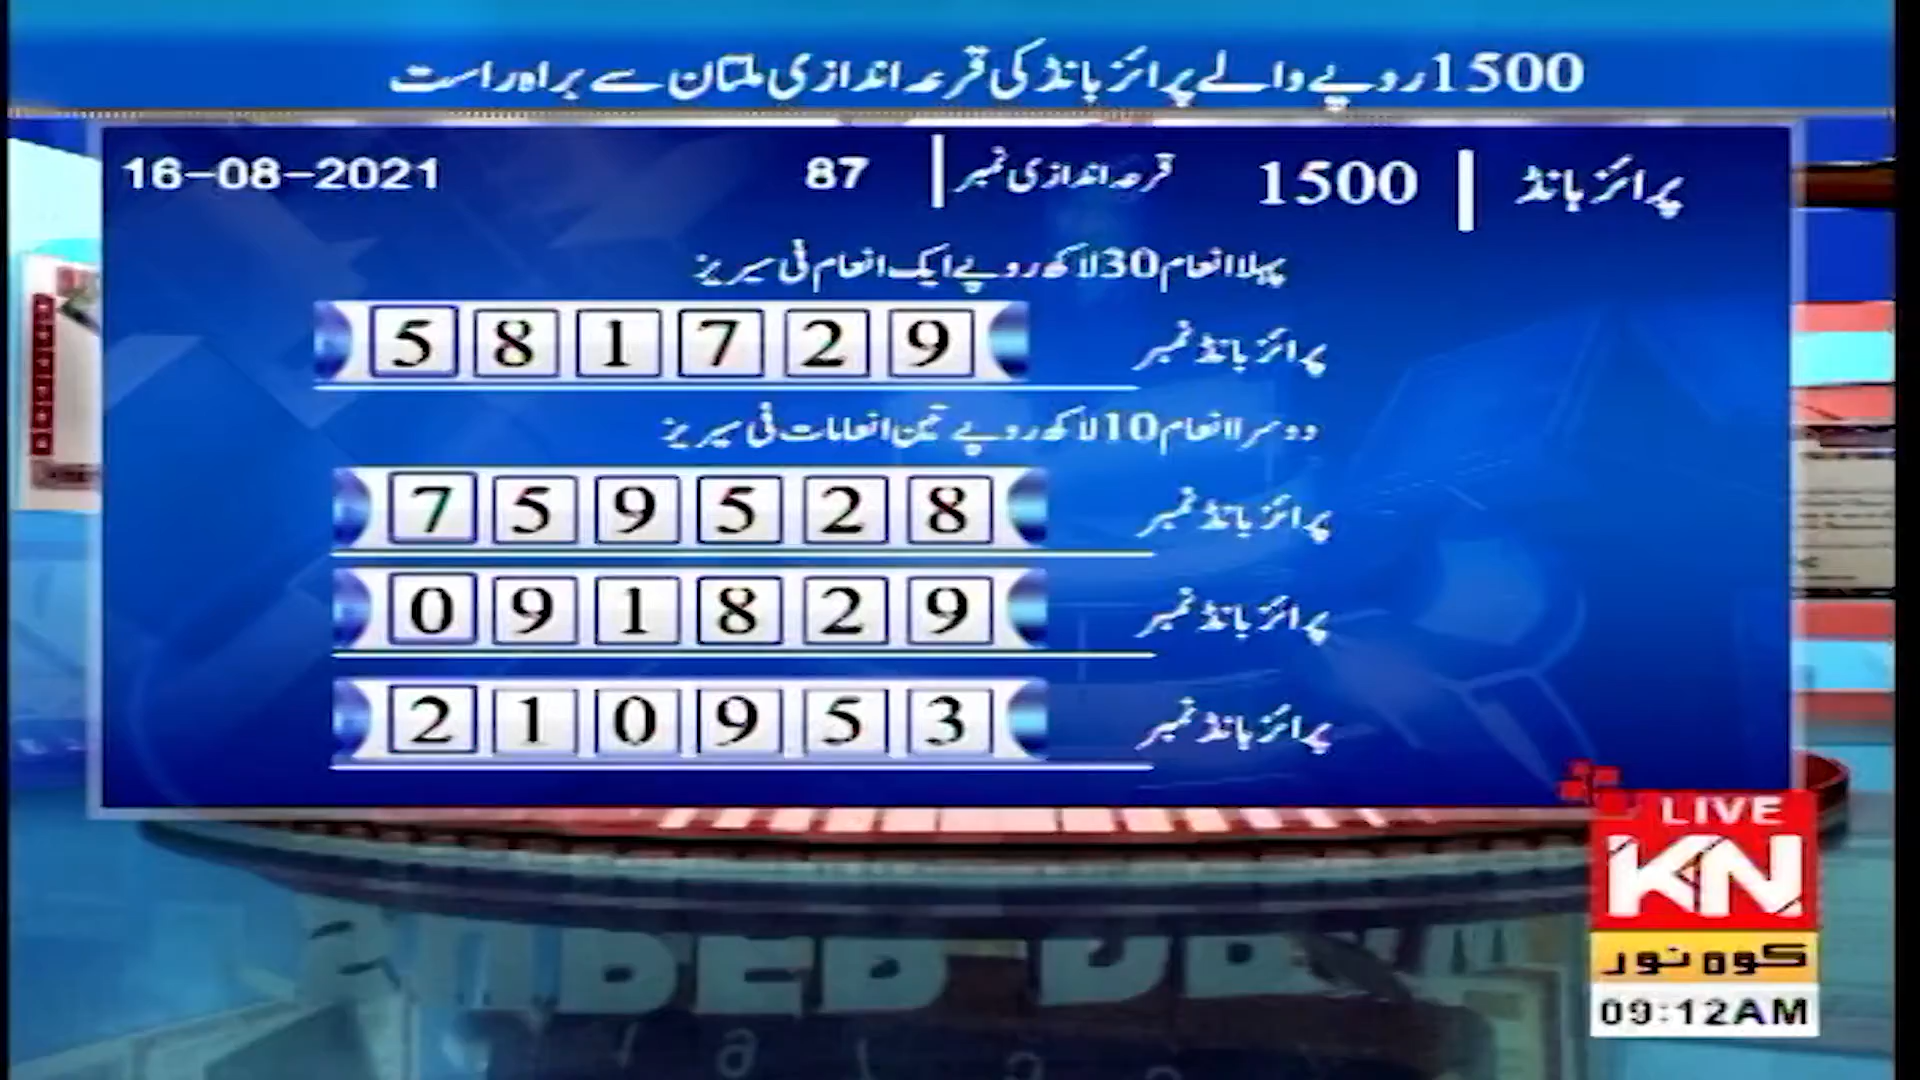 1500 روپے والے پرائز بانڈ کی قرعہ اندازی ملتان سے براہ راست
پرائز بانڈ | 1500 قرعہ اندازی نمبر | 87 16-08-2021
پہلا انعام 30 لاکھ روپے ایک انعام فی سیریز
پرائز بانڈ نمبر 581729
دوسرا انعام 10 لاکھ روپے تین انعامات فی سیریز
پرائز بانڈ نمبر 759528
پرائز بانڈ نمبر 091829
پرائز بانڈ نمبر 210953
LIVE
KN
کوہ نور
09:12AM